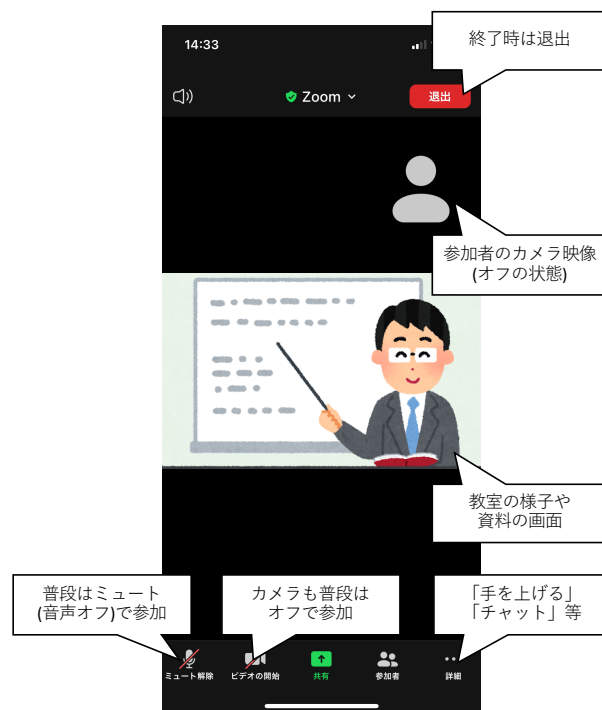 14:33
終了時は退出
Zoom
退出
参加者のカメラ映像
(オフの状態)
教室の様子や
資料の画面
普段はミュート
(音声オフ)で参加
カメラも普段は
オフで参加
「手を上げる」
「チャット」等
ミュート解除
ビデオの開始
共有
参加者
詳細